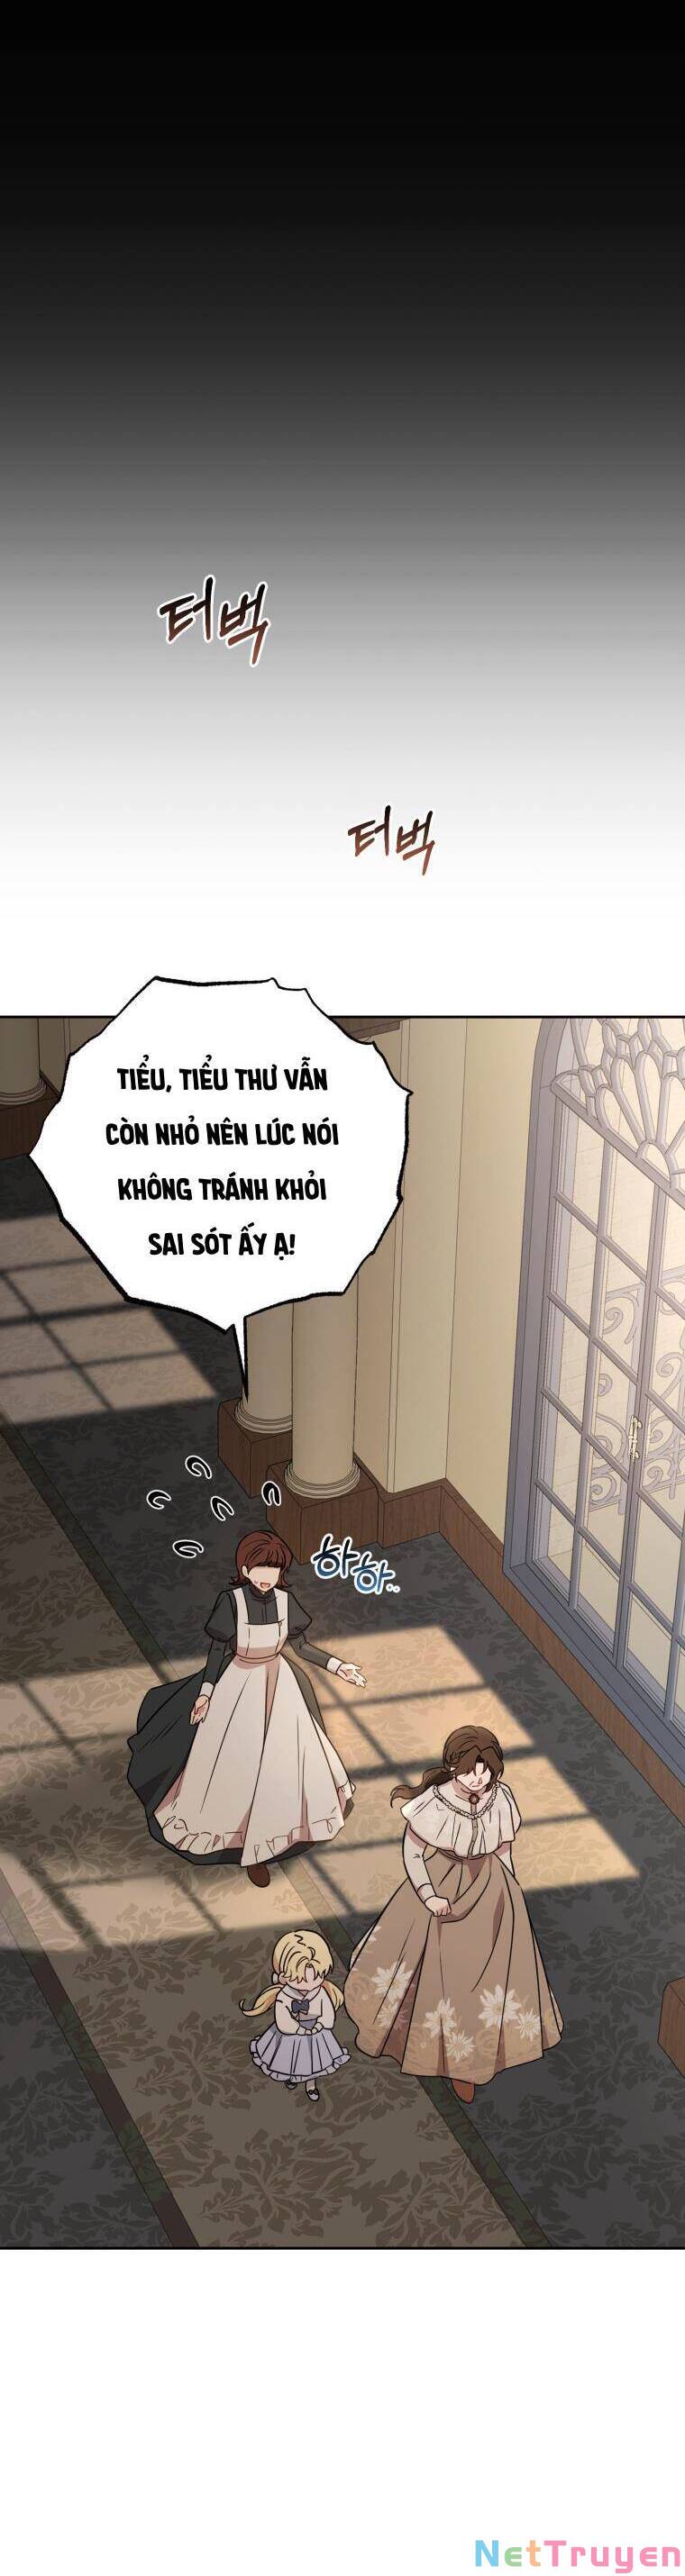 터벅
터벅
TIỂU, TIỂU THƯ VẪN
CÒN NHỎ NÊN LÚC NÓI
KHÔNG TRÁNH KHỎI
SAI SÓT ẤY Ạ!
하하..
NetTruyen